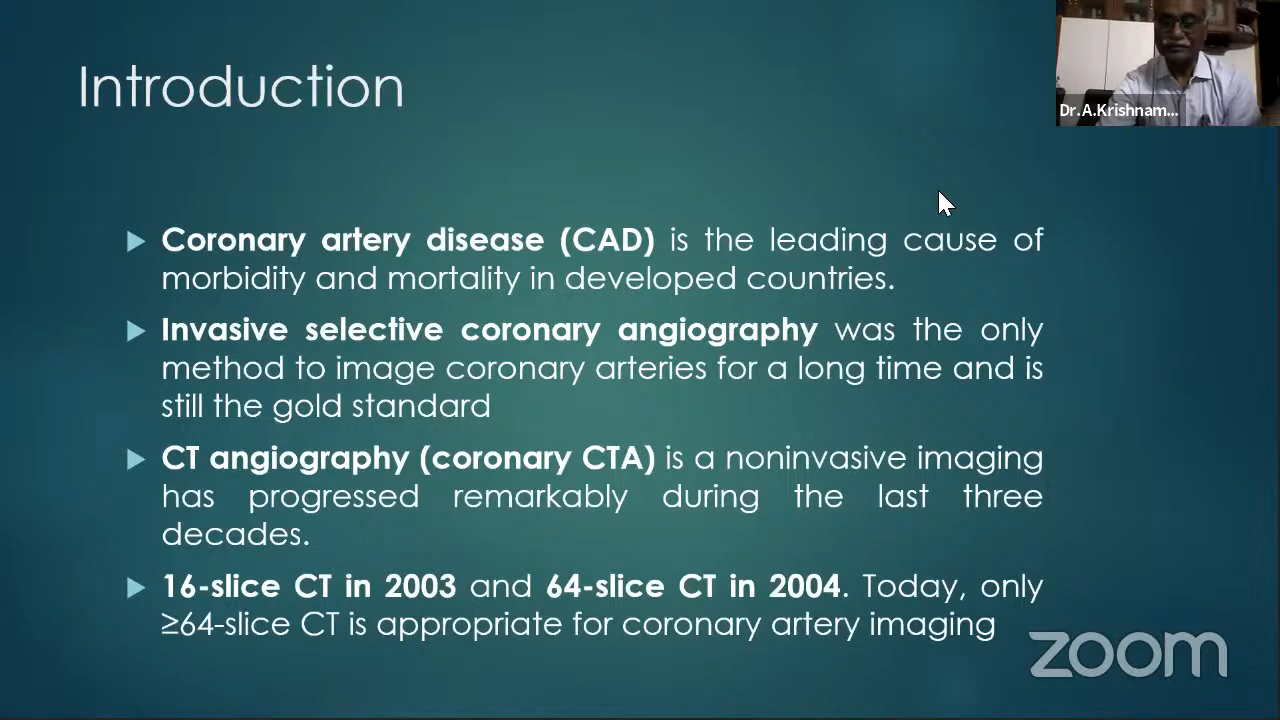 Introduction
Dr.A.Krishnam...
Coronary artery disease (CAD) is the leading cause of
morbidity and mortality in developed countries.
Invasive selective coronary angiography was the only
method to image coronary arteries for a long time and is
still the gold standard
CT angiography (coronary CTA) is a noninvasive imaging
has progressed remarkably during the last three
decades.
16-slice CT in 2003 and 64-slice CT in 2004. Today, only
≥64-slice CT is appropriate for coronary artery imaging
zoom